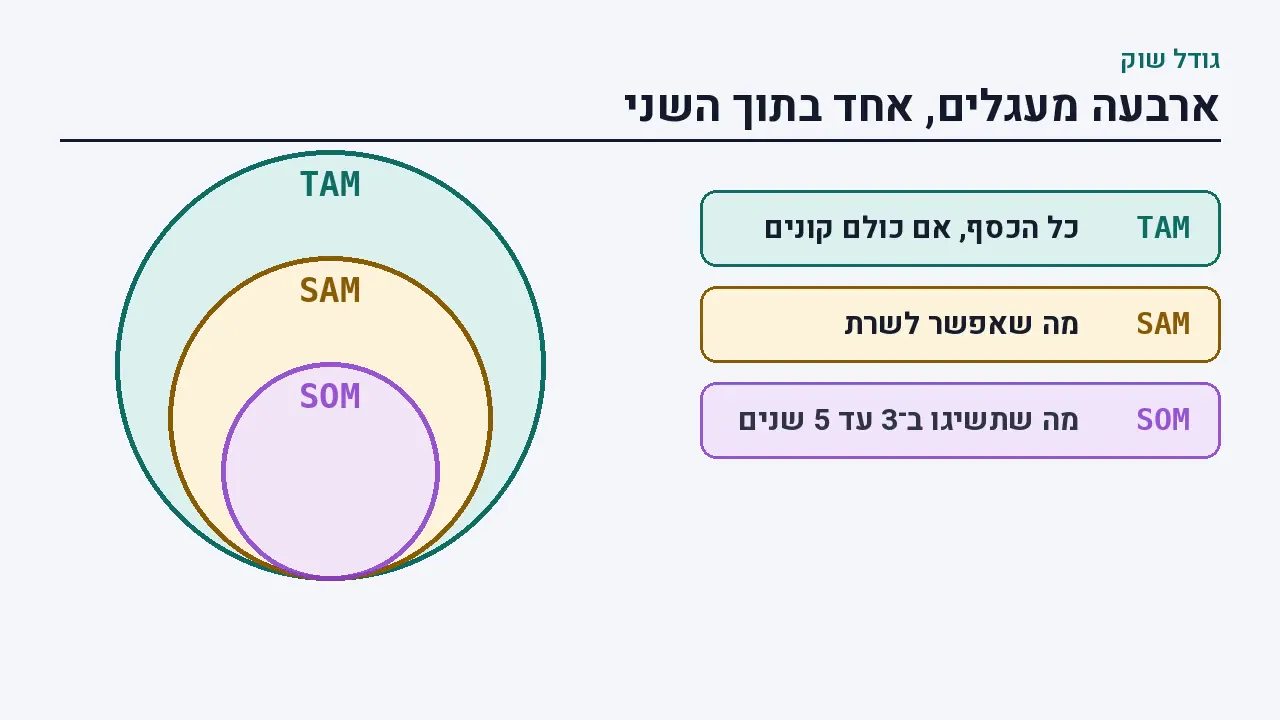 גודל שוק
ארבעה מעגלים, אחד בתוך השני
TAM כל הכסף, אם כולם קונים
SAM מה שאפשר לשרת
SOM מה שתשיגו ב־3 עד 5 שנים
TAM
SAM
SOM